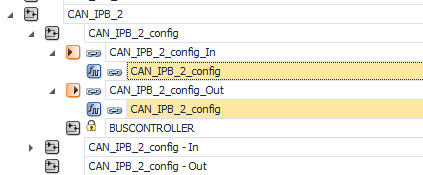 CAN_IPB_2
CAN_IPB_2_config
CAN_IPB_2_config_In
CAN_IPB_2_config
CAN_IPB_2_config_Out
CAN_IPB_2_config
BUSCONTROLLER
CAN_IPB_2_config - In
CAN_IPB_2_config - Out